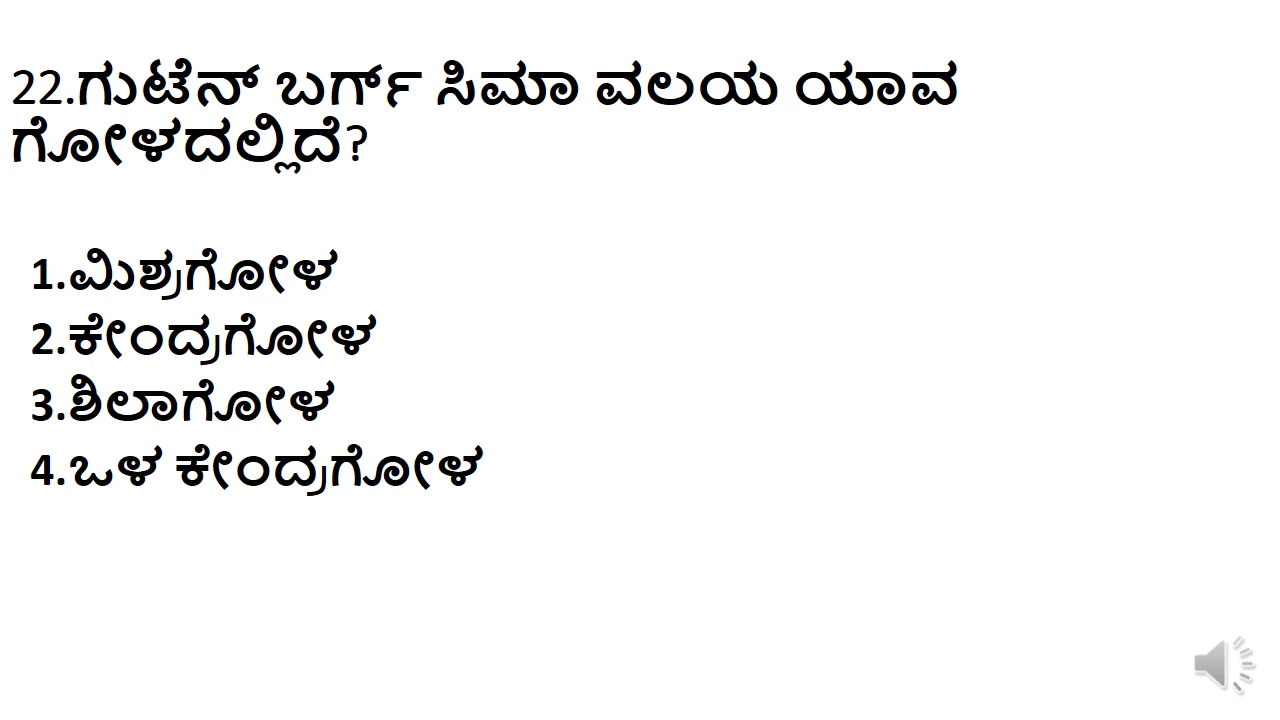 22.ಗುಟೆನ್ ಬರ್ಗ್ ಸಿಮಾ ವಲಯ ಯಾವ
ಗೋಳದಲ್ಲಿದೆ?
1.ಮಿಶ್ರಗೋಳ
2.ಕೇಂದ್ರಗೋಳ
3.ಶಿಲಾಗೋಳ
4.ಒಳ ಕೇಂದ್ರಗೋಳ